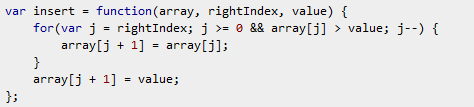 var insert = function(array, rightIndex, value) {
    for(var j = rightIndex; j >= 0 && array[j] > value; j--) {
        array[j + 1] = array[j];
    }
    array[j + 1] = value;
};